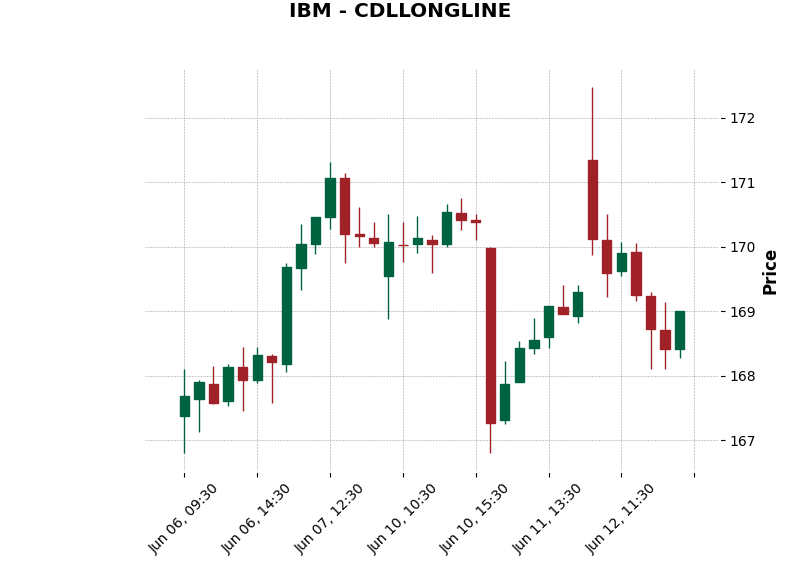 IBM - CDLLONGLINE
172
171
170
169
168
167
Price
Jun 06, 09:30
Jun 06, 14:30
Jun 07, 12:30
Jun 10, 10:30
Jun 10, 15:30
Jun 11, 13:30
Jun 12, 11:30